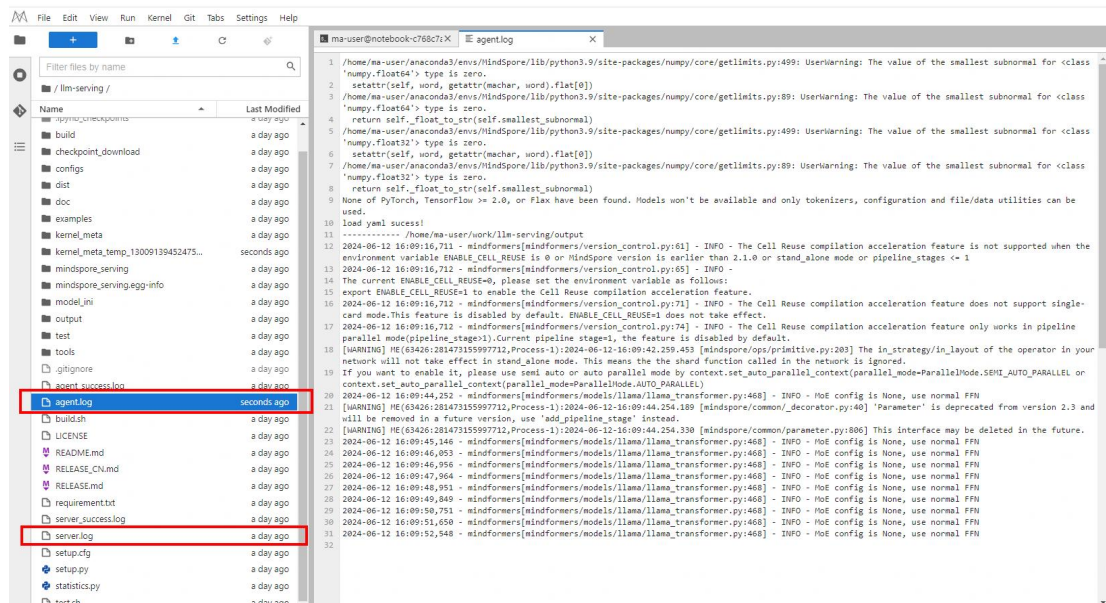 File Edit View Run Kernel Git Tabs Settings Help
+
Filter files by name
/ llm-serving /
Name Last Modified
.ipynb_checkpoints a day ago
build a day ago
checkpoint_download a day ago
configs a day ago
dist a day ago
doc a day ago
examples a day ago
kernel_meta a day ago
kernel_meta_temp_13009139452475... seconds ago
mindspore_serving a day ago
mindspore_serving.egg-info a day ago
model_ini a day ago
output a day ago
test a day ago
tools a day ago
.gitignore a day ago
agent_success.log a day ago
agent.log seconds ago
build.sh a day ago
LICENSE a day ago
README.md a day ago
RELEASE_CN.md a day ago
RELEASE.md a day ago
requirement.txt a day ago
server_success.log a day ago
server.log a day ago
setup.cfg a day ago
setup.py a day ago
statistics.py a day ago
test.sh a day ago
ma-user@notebook-c768c7a × agent.log ×
1 /home/ma-user/anaconda3/envs/MindSpore/lib/python3.9/site-packages/numpy/core/getlimits.py:499: UserWarning: The value of the smallest subnormal for <class
'numpy.float64'> type is zero.
2 setattr(self, word, getattr(machar, word).flat[0])
3 /home/ma-user/anaconda3/envs/MindSpore/lib/python3.9/site-packages/numpy/core/getlimits.py:89: UserWarning: The value of the smallest subnormal for <class
'numpy.float64'> type is zero.
4 return self._float_to_str(self.smallest_subnormal)
5 /home/ma-user/anaconda3/envs/MindSpore/lib/python3.9/site-packages/numpy/core/getlimits.py:499: UserWarning: The value of the smallest subnormal for <class
'numpy.float32'> type is zero.
6 setattr(self, word, getattr(machar, word).flat[0])
7 /home/ma-user/anaconda3/envs/MindSpore/lib/python3.9/site-packages/numpy/core/getlimits.py:89: UserWarning: The value of the smallest subnormal for <class
'numpy.float32'> type is zero.
8 return self._float_to_str(self.smallest_subnormal)
9 None of PyTorch, TensorFlow >= 2.0, or Flax have been found. Models won't be available and only tokenizers, configuration and file/data utilities can be
used.
10 load yaml sucess!
11 ------------ /home/ma-user/work/llm-serving/output
12 2024-06-12 16:09:16,711 - mindformers[mindformers/version_control.py:61] - INFO - The Cell Reuse compilation acceleration feature is not supported when the
environment variable ENABLE_CELL_REUSE is 0 or MindSpore version is earlier than 2.1.0 or stand_alone mode or pipeline_stages <= 1
13 2024-06-12 16:09:16,712 - mindformers[mindformers/version_control.py:65] - INFO -
14 The current ENABLE_CELL_REUSE=0, please set the environment variable as follows:
15 export ENABLE_CELL_REUSE=1 to enable the Cell Reuse compilation acceleration feature.
16 2024-06-12 16:09:16,712 - mindformers[mindformers/version_control.py:71] - INFO - The Cell Reuse compilation acceleration feature does not support single-
card mode.This feature is disabled by default. ENABLE_CELL_REUSE=1 does not take effect.
17 2024-06-12 16:09:16,712 - mindformers[mindformers/version_control.py:74] - INFO - The Cell Reuse compilation acceleration feature only works in pipeline
parallel mode(pipeline_stage>1).Current pipeline stage=1, the feature is disabled by default.
18 [WARNING] ME(63426:281473155997712,Process-1):2024-06-12-16:09:42.259.453 [mindspore/ops/primitive.py:203] The in_strategy/in_layout of the operator in your
network will not take effect in stand_alone mode. This means the shard function called in the network is ignored.
19 If you want to enable it, please use semi auto or auto parallel mode by context.set_auto_parallel_context(parallel_mode=ParallelMode.SEMI_AUTO_PARALLEL or
context.set_auto_parallel_context(parallel_mode=ParallelMode.AUTO_PARALLEL)
20 2024-06-12 16:09:44,252 - mindformers[mindformers/models/llama/llama_transformer.py:468] - INFO - MoE config is None, use normal FFN
21 [WARNING] ME(63426:281473155997712,Process-1):2024-06-12-16:09:44.254.189 [mindspore/common/_decorator.py:40] 'Parameter' is deprecated from version 2.3 and
will be removed in a future version, use 'add_pipeline_stage' instead.
22 [WARNING] ME(63426:281473155997712,Process-1):2024-06-12-16:09:44.254.330 [mindspore/common/parameter.py:806] This interface may be deleted in the future.
23 2024-06-12 16:09:45,146 - mindformers[mindformers/models/llama/llama_transformer.py:468] - INFO - MoE config is None, use normal FFN
24 2024-06-12 16:09:46,053 - mindformers[mindformers/models/llama/llama_transformer.py:468] - INFO - MoE config is None, use normal FFN
25 2024-06-12 16:09:46,956 - mindformers[mindformers/models/llama/llama_transformer.py:468] - INFO - MoE config is None, use normal FFN
26 2024-06-12 16:09:47,964 - mindformers[mindformers/models/llama/llama_transformer.py:468] - INFO - MoE config is None, use normal FFN
27 2024-06-12 16:09:48,951 - mindformers[mindformers/models/llama/llama_transformer.py:468] - INFO - MoE config is None, use normal FFN
28 2024-06-12 16:09:49,849 - mindformers[mindformers/models/llama/llama_transformer.py:468] - INFO - MoE config is None, use normal FFN
29 2024-06-12 16:09:50,751 - mindformers[mindformers/models/llama/llama_transformer.py:468] - INFO - MoE config is None, use normal FFN
30 2024-06-12 16:09:51,650 - mindformers[mindformers/models/llama/llama_transformer.py:468] - INFO - MoE config is None, use normal FFN
31 2024-06-12 16:09:52,548 - mindformers[mindformers/models/llama/llama_transformer.py:468] - INFO - MoE config is None, use normal FFN
32